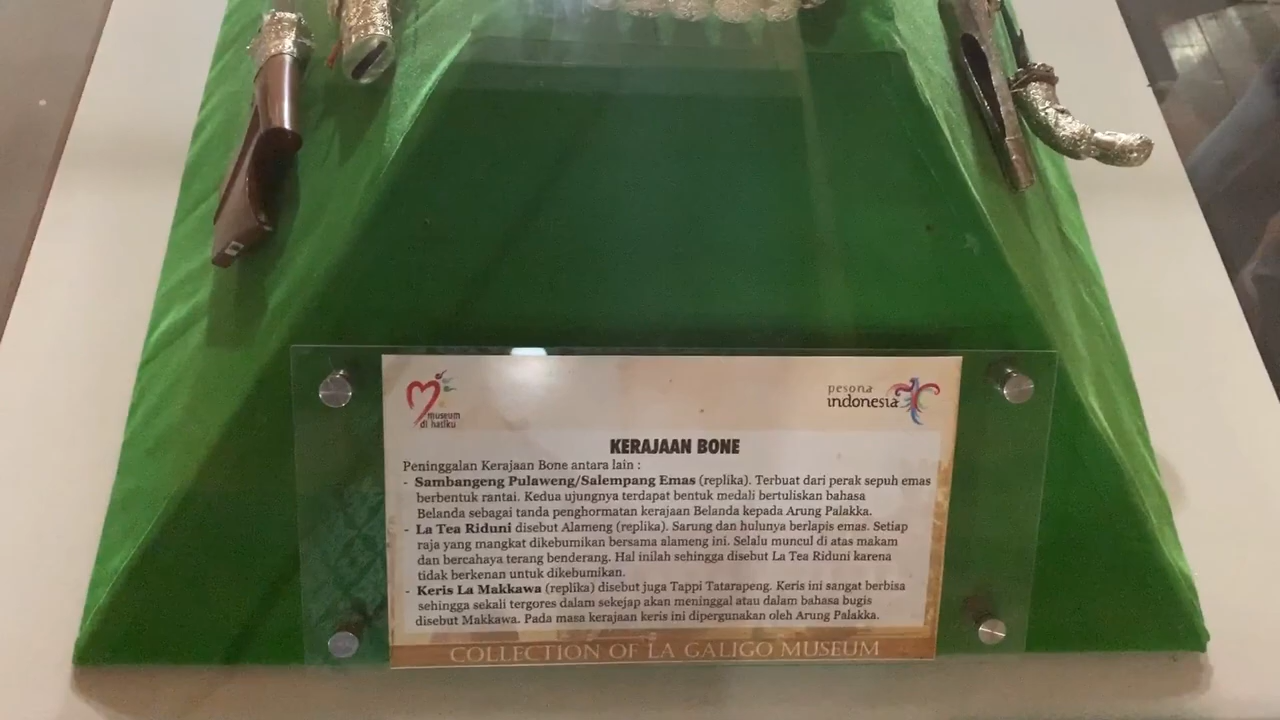 museum
di hatiku
pesona
indonesia
KERAJAAN BONE
Peninggalan Kerajaan Bone antara lain :
- Sambangeng Pulaweng/Salempang Emas (replika). Terbuat dari perak sepuh emas
berbentuk rantai. Kedua ujungnya terdapat bentuk medali bertuliskan bahasa
Belanda sebagai tanda penghormatan kerajaan Belanda kepada Arung Palakka.
- La Tea Riduni disebut Alameng (replika). Sarung dan hulunya berlapis emas. Setiap
raja yang mangkat dikebumikan bersama alameng ini. Selalu muncul di atas makam
dan bercahaya terang benderang. Hal inilah sehingga disebut La Tea Riduni karena
tidak berkenan untuk dikebumikan.
- Keris La Makkawa (replika) disebut juga Tappi Tatarapeng. Keris ini sangat berbisa
sehingga sekali tergores dalam sekejap akan meninggal atau dalam bahasa bugis
disebut Makkawa. Pada masa kerajaan keris ini dipergunakan oleh Arung Palakka.
COLLECTION OF LA GALIGO MUSEUM